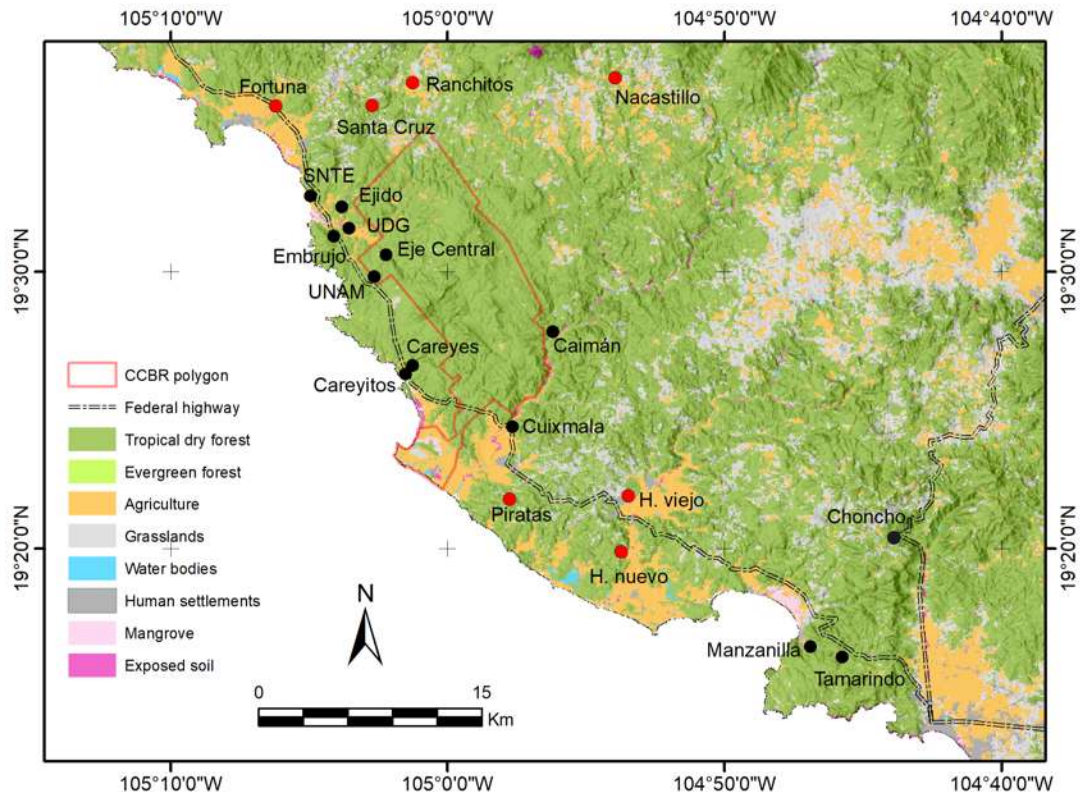 105°10'0"W 105°0'0"W 104°50'0"W 104°40'0"W
Fortuna
Ranchitos
Nacastillo
Santa Cruz
SNTE
Ejido
UDG
Embrujo
Eje Central
19°30'0"N
19°30'0"N
UNAM
Careyes
Caimán
Careyitos
CCBR polygon
Federal highway
Cuixmala
Tropical dry forest
Evergreen forest
Agriculture
H. viejo
Piratas
Choncho
Grasslands
19°20'0"N
19°20'0"N
Water bodies
H. nuevo
Human settlements
N
Mangrove
Manzanilla
Exposed soil
Tamarindo
0 15
Km
105°10'0"W 105°0'0"W 104°50'0"W 104°40'0"W